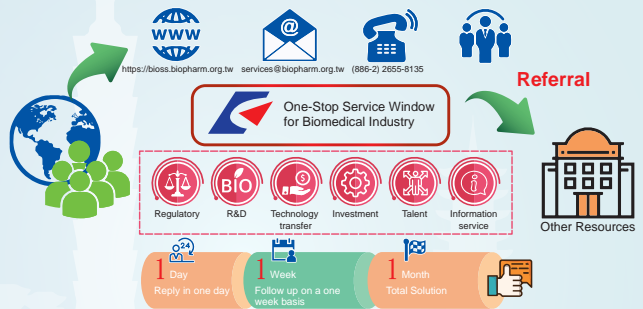 WWW
@
https://bioss.biopharm.org.tw services@biopharm.org.tw (886-2) 2655-8135
Referral
One-Stop Service Window
for Biomedical Industry
BIO
$
i
Regulatory R&D Technology transfer Investment Talent Information service
Other Resources
24
1 Day
Reply in one day
1 Week
Follow up on a one
week basis
1 Month
Total Solution